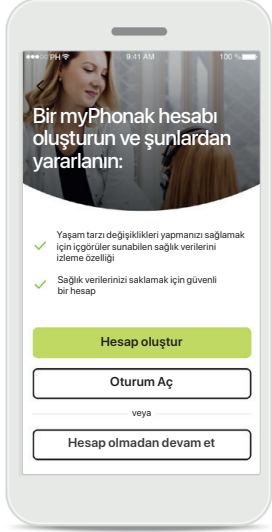 PH 9:41 AM 100 %
Bir myPhonak hesabı
oluşturun ve şunlardan
yararlanın:
Yaşam tarzı değişiklikleri yapmanızı sağlamak
için içgörüler sunabilen sağlık verilerini
izleme özelliği
Sağlık verilerinizi saklamak için güvenli
bir hesap
Hesap oluştur
Oturum Aç
veya
Hesap olmadan devam et